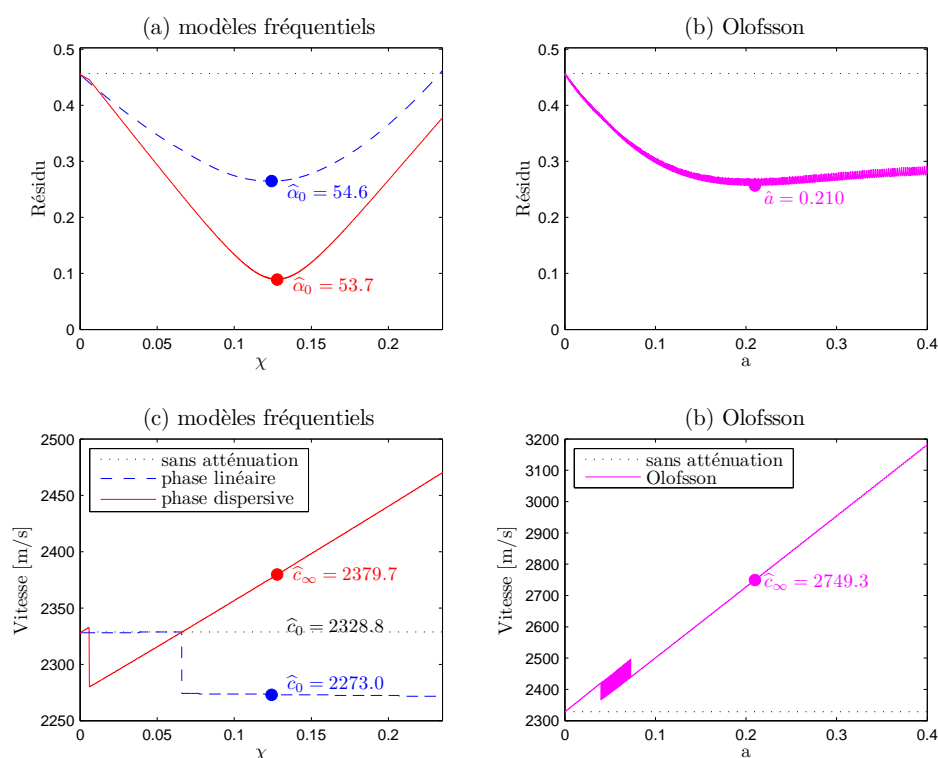 (a) modèles fréquentiels
0.5
0.4
0.3
0.2
0.1
0
Résidu
α̂₀ = 54.6
α̂₀ = 53.7
0 0.05 0.1 0.15 0.2
χ
(b) Olofsson
0.5
0.4
0.3
0.2
0.1
0
Résidu
â = 0.210
0 0.1 0.2 0.3 0.4
a
(c) modèles fréquentiels
2500
2450
2400
2350
2300
2250
Vitesse [m/s]
sans atténuation
phase linéaire
phase dispersive
ĉ∞ = 2379.7
ĉ₀ = 2328.8
ĉ₀ = 2273.0
0 0.05 0.1 0.15 0.2
χ
(b) Olofsson
3200
3100
3000
2900
2800
2700
2600
2500
2400
2300
Vitesse [m/s]
sans atténuation
Olofsson
ĉ∞ = 2749.3
0 0.1 0.2 0.3 0.4
a